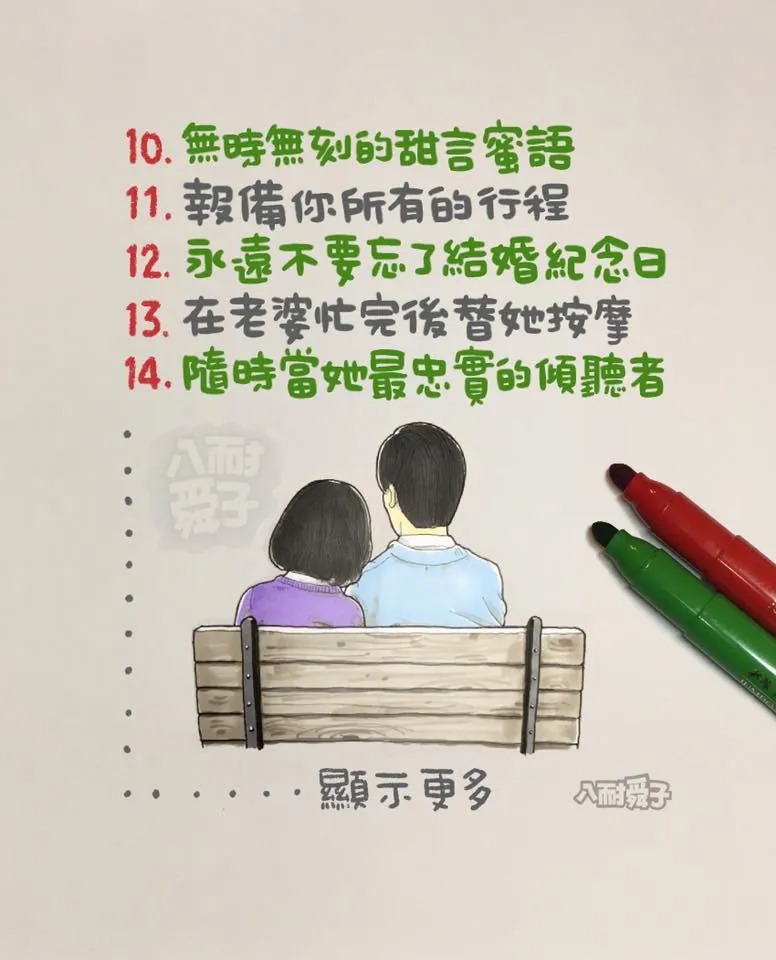 10. 無時無刻的甜言蜜語
11. 報備你所有的行程
12. 永遠不要忘了結婚紀念日
13. 在老婆忙完後替她按摩
14. 隨時當她最忠實的傾聽者
八耐舜子
......顯示更多
八耐舜子